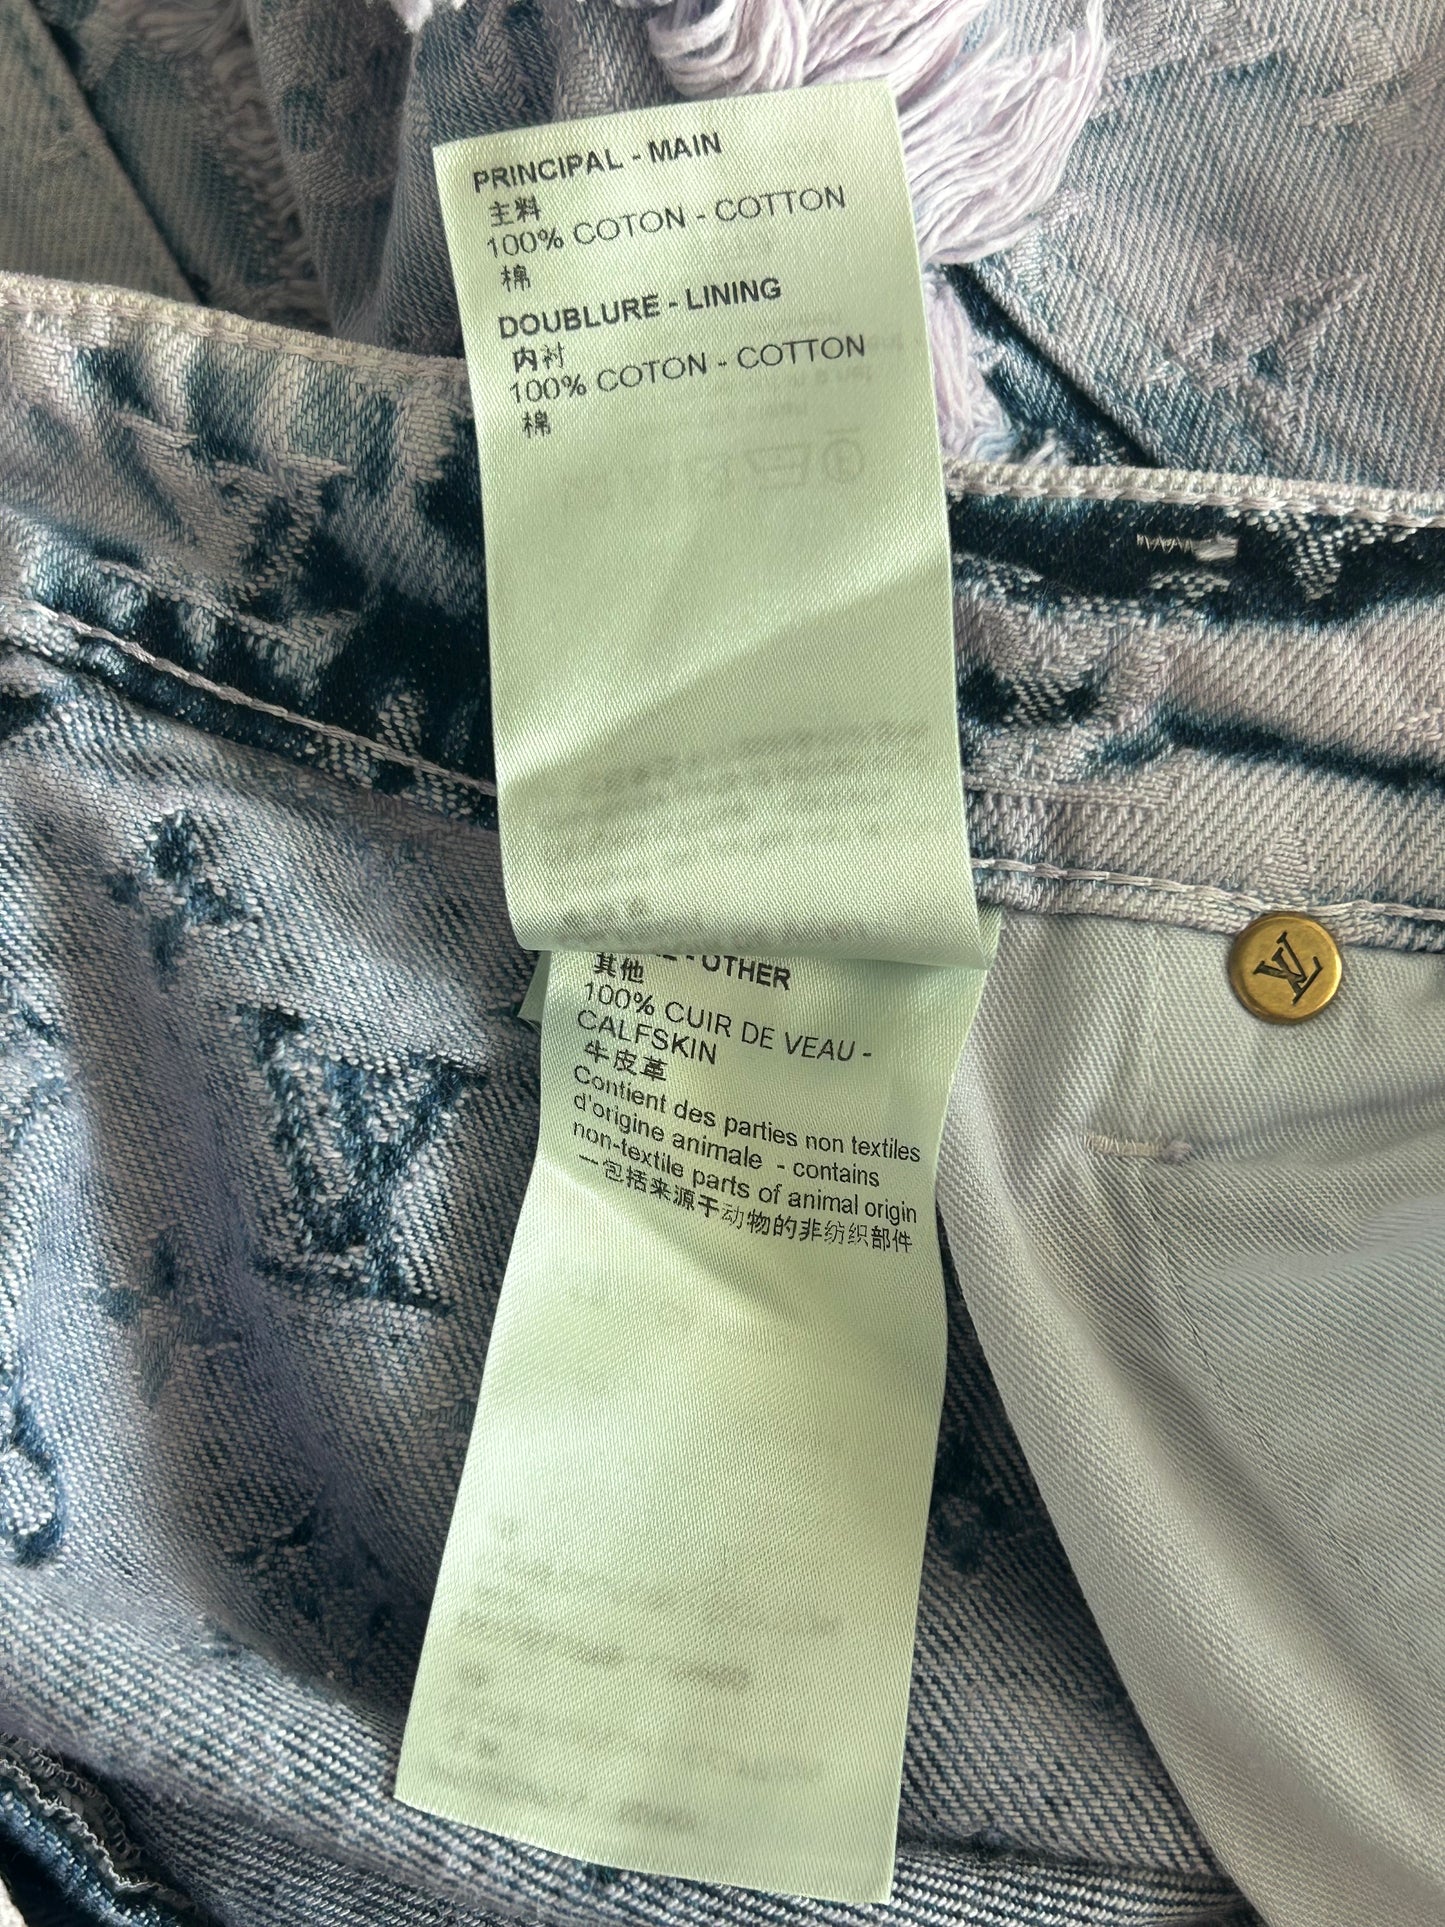 PRINCIPAL - MAIN
主料
100% COTON - COTTON
棉
DOUBLURE - LINING
内衬
100% COTON - COTTON
棉
- OTHER
其他
100% CUIR DE VEAU -
CALFSKIN
牛皮革
Contient des parties non textiles
d'origine animale - contains
non-textile parts of animal origin
一包括来源于动物的非纺织部件
LV